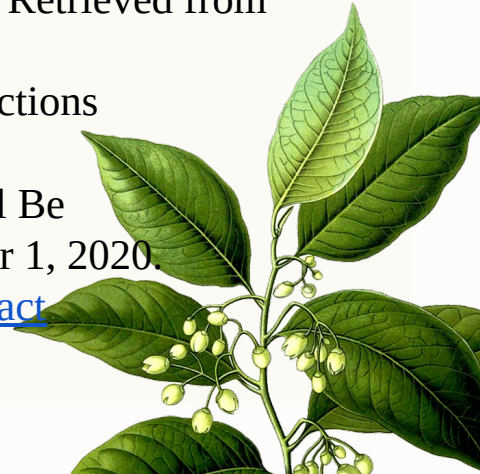 Retrieved from
ctions
l Be
r 1, 2020.
act